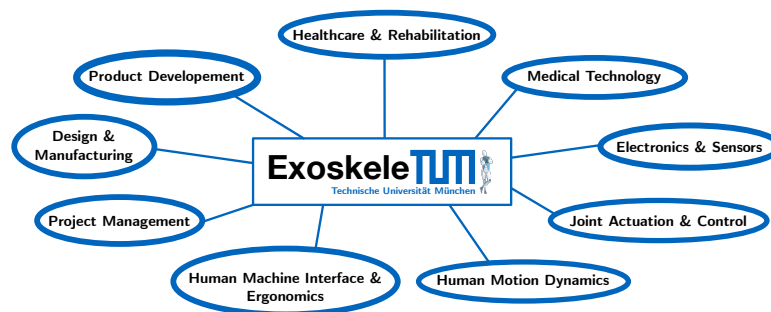 Healthcare & Rehabilitation
Product Developement
Medical Technology
Design &
Manufacturing
Electronics & Sensors
ExoskeleTUM
Technische Universität München
Project Management
Joint Actuation & Control
Human Machine Interface &
Ergonomics
Human Motion Dynamics